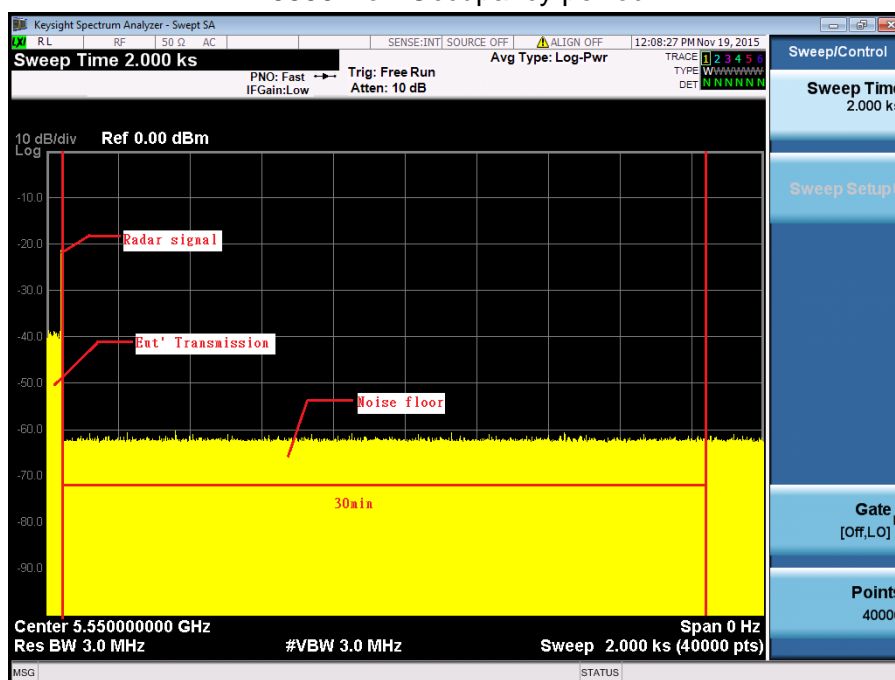 Keysight Spectrum Analyzer - Swept SA
LXI RL RF 50 Ω AC SENSE:INT SOURCE OFF ALIGN OFF 12:08:27 PM Nov 19, 2015
Sweep Time 2.000 ks
Avg Type: Log-Pwr
TRACE 1 2 3 4 5 6
TYPE WWWWWW
DET N N N N N N
PNO: Fast
IFGain:Low
Trig: Free Run
Atten: 10 dB
10 dB/div Ref 0.00 dBm
Log
-10.0
-20.0
-30.0
-40.0
-50.0
-60.0
-70.0
-80.0
-90.0
Radar signal
Eut' Transmission
Noise floor
30min
Center 5.550000000 GHz
Span 0 Hz
Res BW 3.0 MHz
#VBW 3.0 MHz
Sweep 2.000 ks (40000 pts)
MSG
STATUS
Sweep/Control
Sweep Time
2.000 ks
Sweep Setup
Gate
[Off,LO]
Points
40000